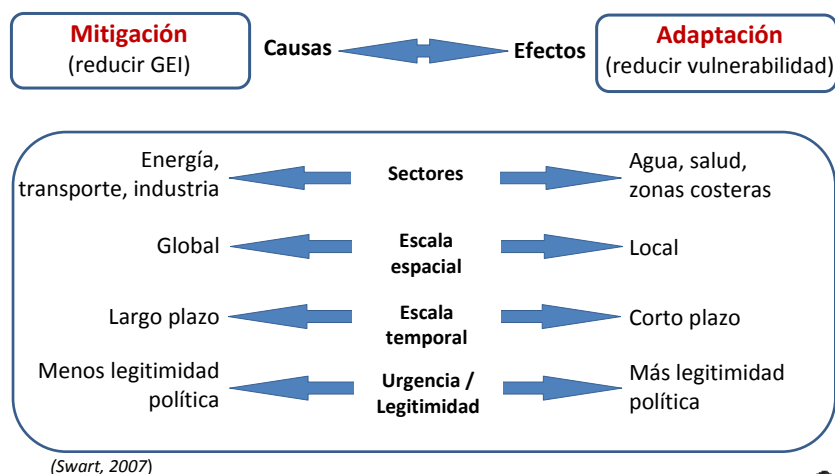 Mitigación
(reducir GEI)
Causas
Efectos
Adaptación
(reducir vulnerabilidad)
Energía,
transporte, industria
Sectores
Agua, salud,
zonas costeras
Global
Escala
espacial
Local
Largo plazo
Escala
temporal
Corto plazo
Menos legitimidad
política
Urgencia /
Legitimidad
Más legitimidad
política
(Swart, 2007)